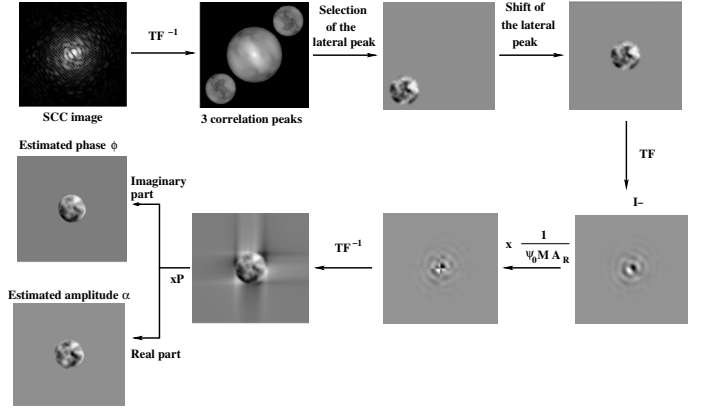 TF ⁻¹
Selection
of the
lateral peak
Shift of
the lateral
peak
SCC image
3 correlation peaks
TF
I−
x 1 / ψ₀ M A_R
TF⁻¹
xP
Estimated phase ϕ
Imaginary
part
Estimated amplitude α
Real part